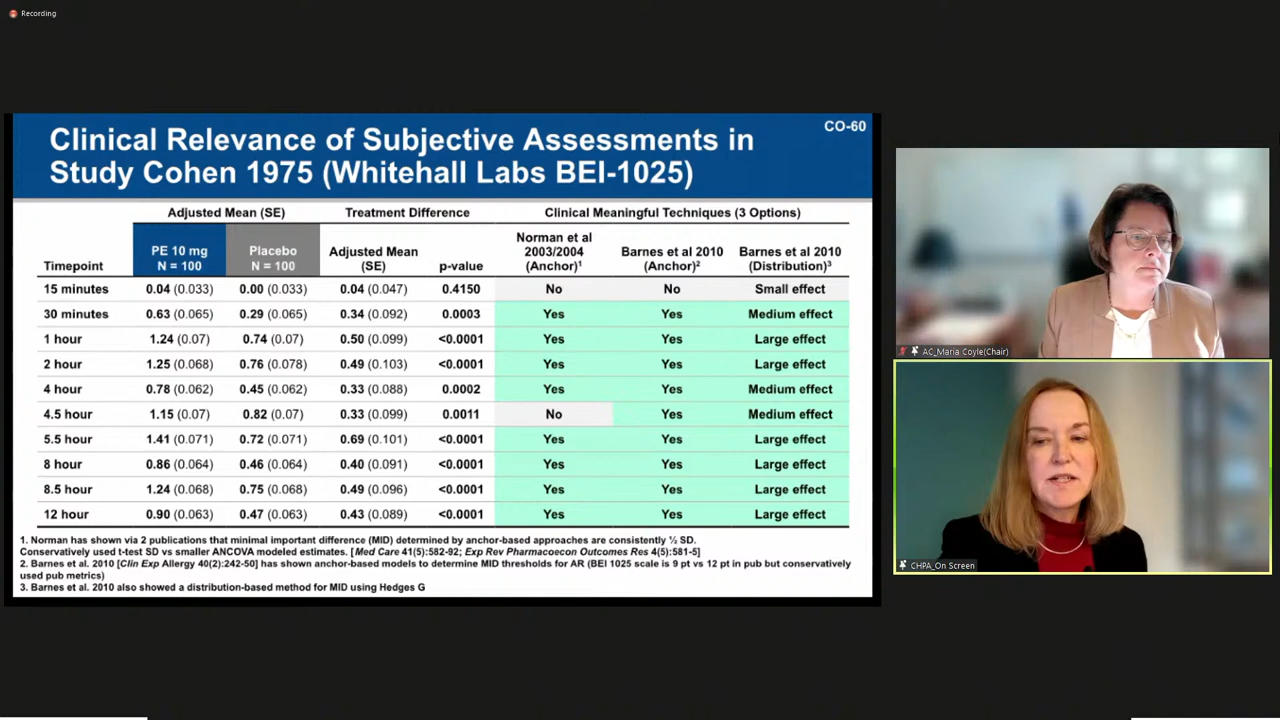 Recording
CO-60
Clinical Relevance of Subjective Assessments in
Study Cohen 1975 (Whitehall Labs BEI-1025)
Adjusted Mean (SE) Treatment Difference Clinical Meaningful Techniques (3 Options)
Timepoint PE 10 mg N = 100 Placebo N = 100 Adjusted Mean (SE) p-value Norman et al 2003/2004 (Anchor)1 Barnes et al 2010 (Anchor)2 Barnes et al 2010 (Distribution)3
15 minutes 0.04 (0.033) 0.00 (0.033) 0.04 (0.047) 0.4150 No No Small effect
30 minutes 0.63 (0.065) 0.29 (0.065) 0.34 (0.092) 0.0003 Yes Yes Medium effect
1 hour 1.24 (0.07) 0.74 (0.07) 0.50 (0.099) <0.0001 Yes Yes Large effect
2 hour 1.25 (0.068) 0.76 (0.078) 0.49 (0.103) <0.0001 Yes Yes Large effect
4 hour 0.78 (0.062) 0.45 (0.062) 0.33 (0.088) 0.0002 Yes Yes Medium effect
4.5 hour 1.15 (0.07) 0.82 (0.07) 0.33 (0.099) 0.0011 No Yes Medium effect
5.5 hour 1.41 (0.071) 0.72 (0.071) 0.69 (0.101) <0.0001 Yes Yes Large effect
8 hour 0.86 (0.064) 0.46 (0.064) 0.40 (0.091) <0.0001 Yes Yes Large effect
8.5 hour 1.24 (0.068) 0.75 (0.068) 0.49 (0.096) <0.0001 Yes Yes Large effect
12 hour 0.90 (0.063) 0.47 (0.063) 0.43 (0.089) <0.0001 Yes Yes Large effect
1. Norman has shown via 2 publications that minimal important difference (MID) determined by anchor-based approaches are consistently ½ SD.
Conservatively used t-test SD vs smaller ANCOVA modeled estimates. [Med Care 41(5):582-92; Exp Rev Pharmacoecon Outcomes Res 4(5):581-5]
2. Barnes et al. 2010 [Clin Exp Allergy 40(2):242-50] has shown anchor-based models to determine MID thresholds for AR (BEI 1025 scale is 9 pt vs 12 pt in pub but conservatively
used pub metrics)
3. Barnes et al. 2010 also showed a distribution-based method for MID using Hedges G
AC_Maria Coyle(Chair)
CHPA_On Screen